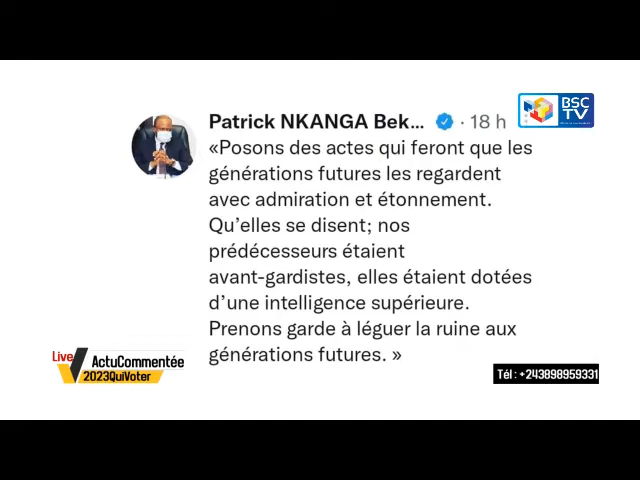 Patrick NKANGA Bek... · 18 h
BSC
TV
«Posons des actes qui feront que les
générations futures les regardent
avec admiration et étonnement.
Qu'elles se disent; nos
prédécesseurs étaient
avant-gardistes, elles étaient dotées
d'une intelligence supérieure.
Prenons garde à léguer la ruine aux
générations futures. »
Live
ActuCommentée
2023QuiVoter
Tél : +243898959331